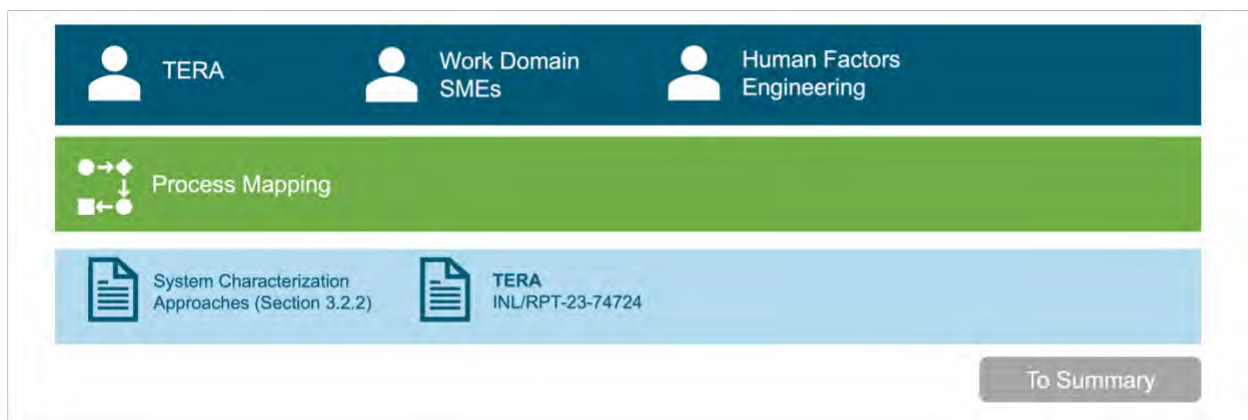 TERA
Work Domain
SMEs
Human Factors
Engineering
Process Mapping
System Characterization
Approaches (Section 3.2.2)
TERA
INL/RPT-23-74724
To Summary